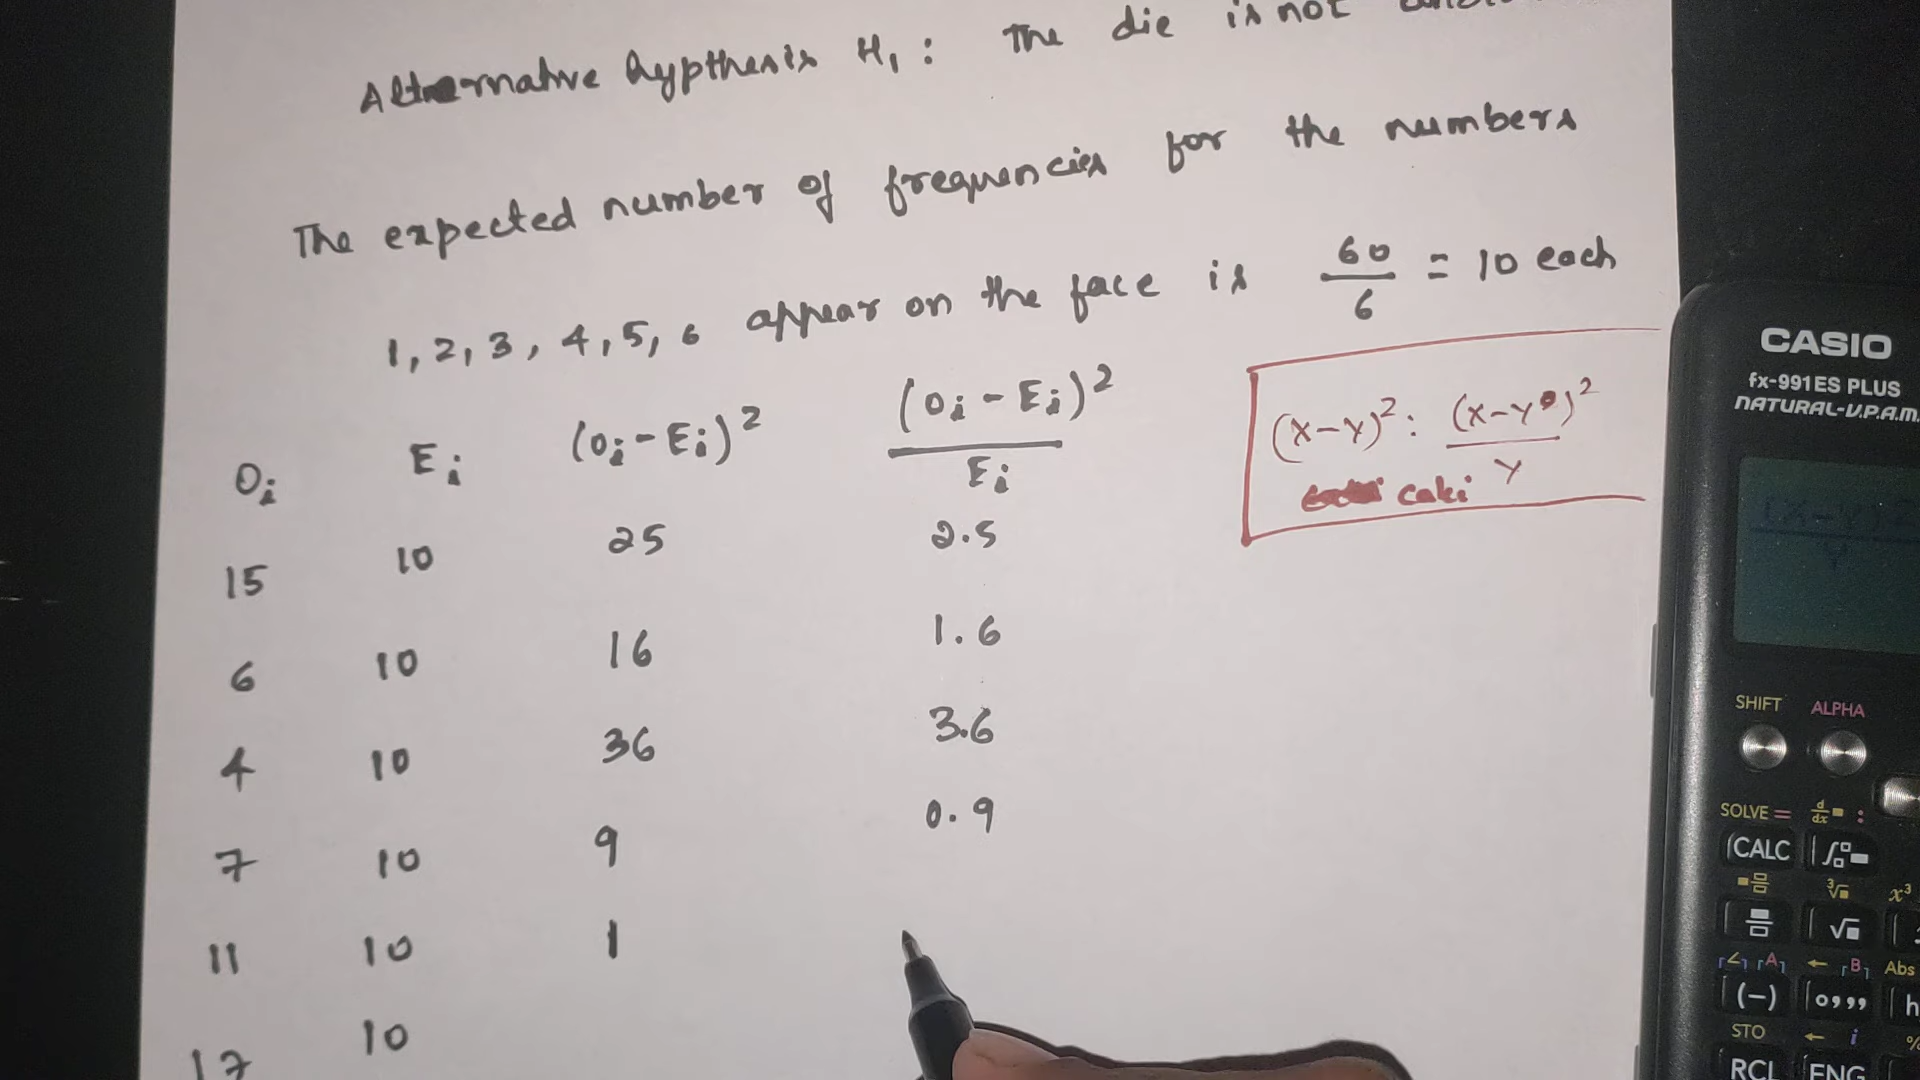 Alternative hypthesis H₁ : The die is not
The expected number of frequencies for the numbers
1, 2, 3, 4, 5, 6 appear on the face is 60/6 = 10 each
Oᵢ Eᵢ (Oᵢ-Eᵢ)² (Oᵢ-Eᵢ)²/Eᵢ
15 10 25 2.5
6 10 16 1.6
4 10 36 3.6
7 10 9 0.9
11 10 1
17 10
(X-Y)² : (X-Y)²/Y
CASIO
fx-991ES PLUS
NATURAL-V.P.A.M.
(X-Y)²
Y
SHIFT ALPHA
SOLVE = d/dx :
CALC ∫
³√ x³
√
∠ A ← B Abs
(-) °,,, h
STO ← i %
RCL ENG